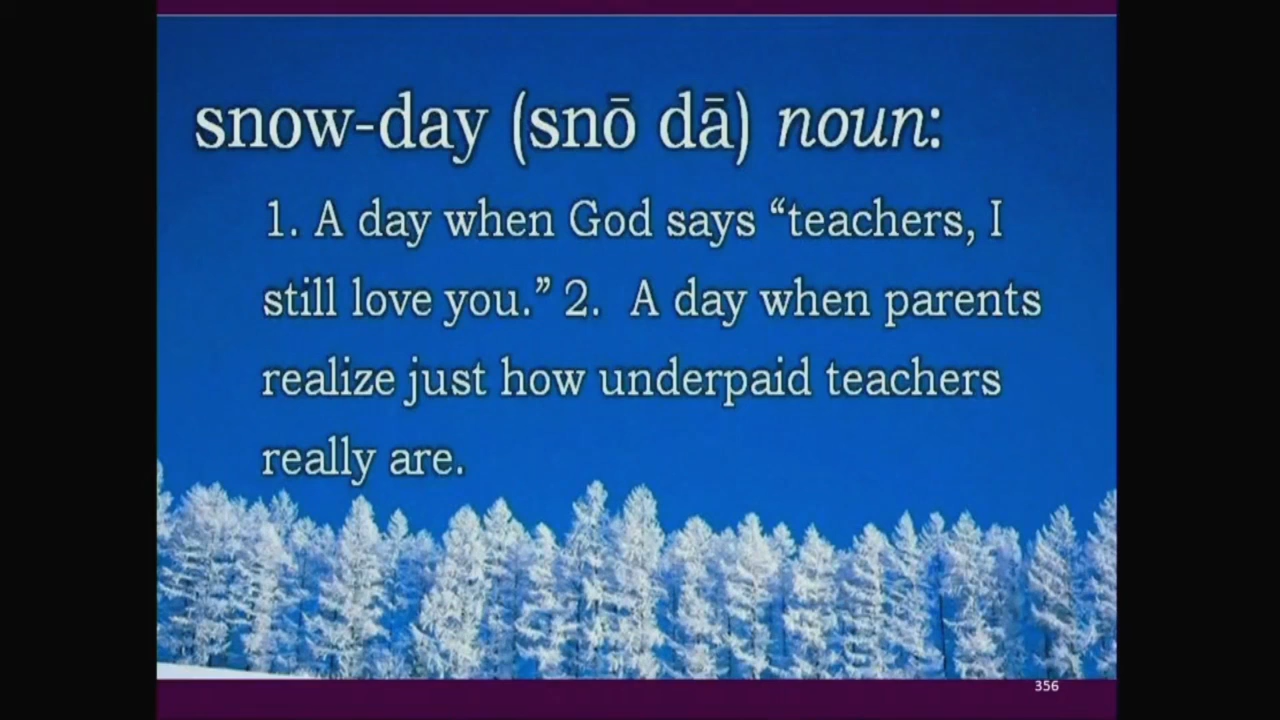 snow-day (snō dā) noun:
1. A day when God says “teachers, I
still love you.” 2. A day when parents
realize just how underpaid teachers
really are.
356